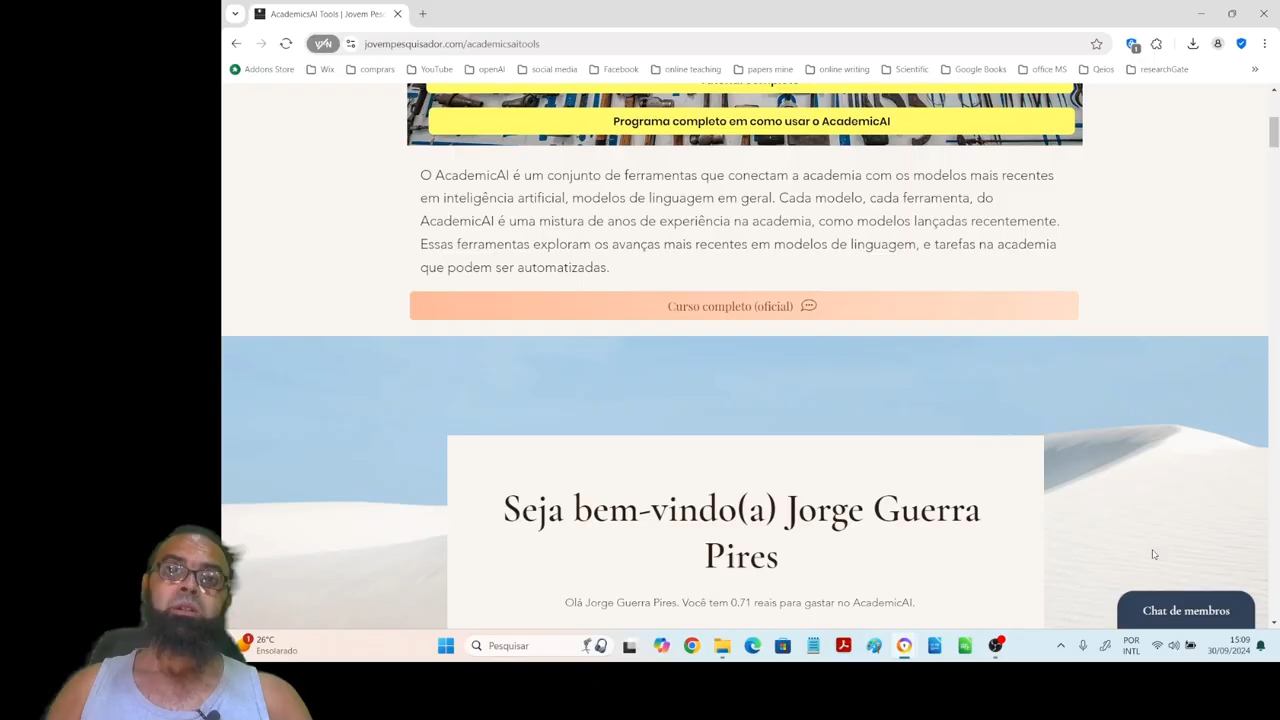 AcademicsAI Tools | Jovem Pesq
jovempesquisador.com/academicsaitools
Addons Store Wix comprars YouTube openAI social media Facebook online teaching papers mine online writing Scientific Google Books office MS Qeios researchGate
Tutorial completo
Programa completo em como usar o AcademicAI
O AcademicAI é um conjunto de ferramentas que conectam a academia com os modelos mais recentes
em inteligência artificial, modelos de linguagem em geral. Cada modelo, cada ferramenta, do
AcademicAI é uma mistura de anos de experiência na academia, como modelos lançadas recentemente.
Essas ferramentas exploram os avanças mais recentes em modelos de linguagem, e tarefas na academia
que podem ser automatizadas.
Curso completo (oficial)
Seja bem-vindo(a) Jorge Guerra
Pires
Olá Jorge Guerra Pires. Você tem 0.71 reais para gastar no AcademicAI.
Chat de membros
26°C
Ensolarado
Pesquisar
POR
INTL
15:09
30/09/2024